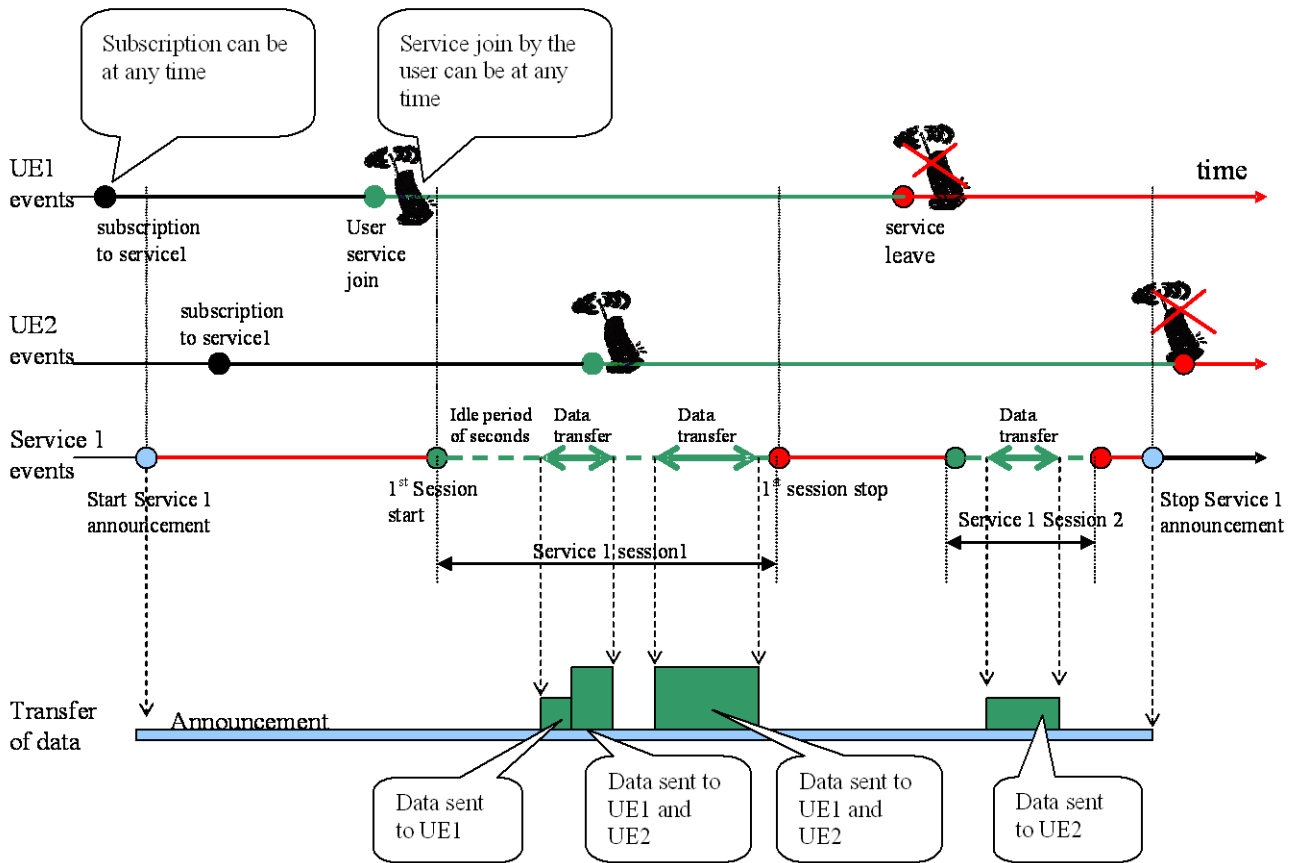 Subscription can be
at any time
Service join by the
user can be at any
time
UE1
events
time
subscription
to service1
User
service
join
service
leave
UE2
events
subscription
to service1
Service 1
events
Idle period
of seconds
Data
transfer
Data
transfer
Data
transfer
Start Service 1
announcement
1st Session
start
1st session stop
Service 1 Session 2
Stop Service 1
announcement
Service 1 session1
Transfer
of data
Announcement
Data sent
to UE1
Data sent to
UE1 and
UE2
Data sent to
UE1 and
UE2
Data sent
to UE2